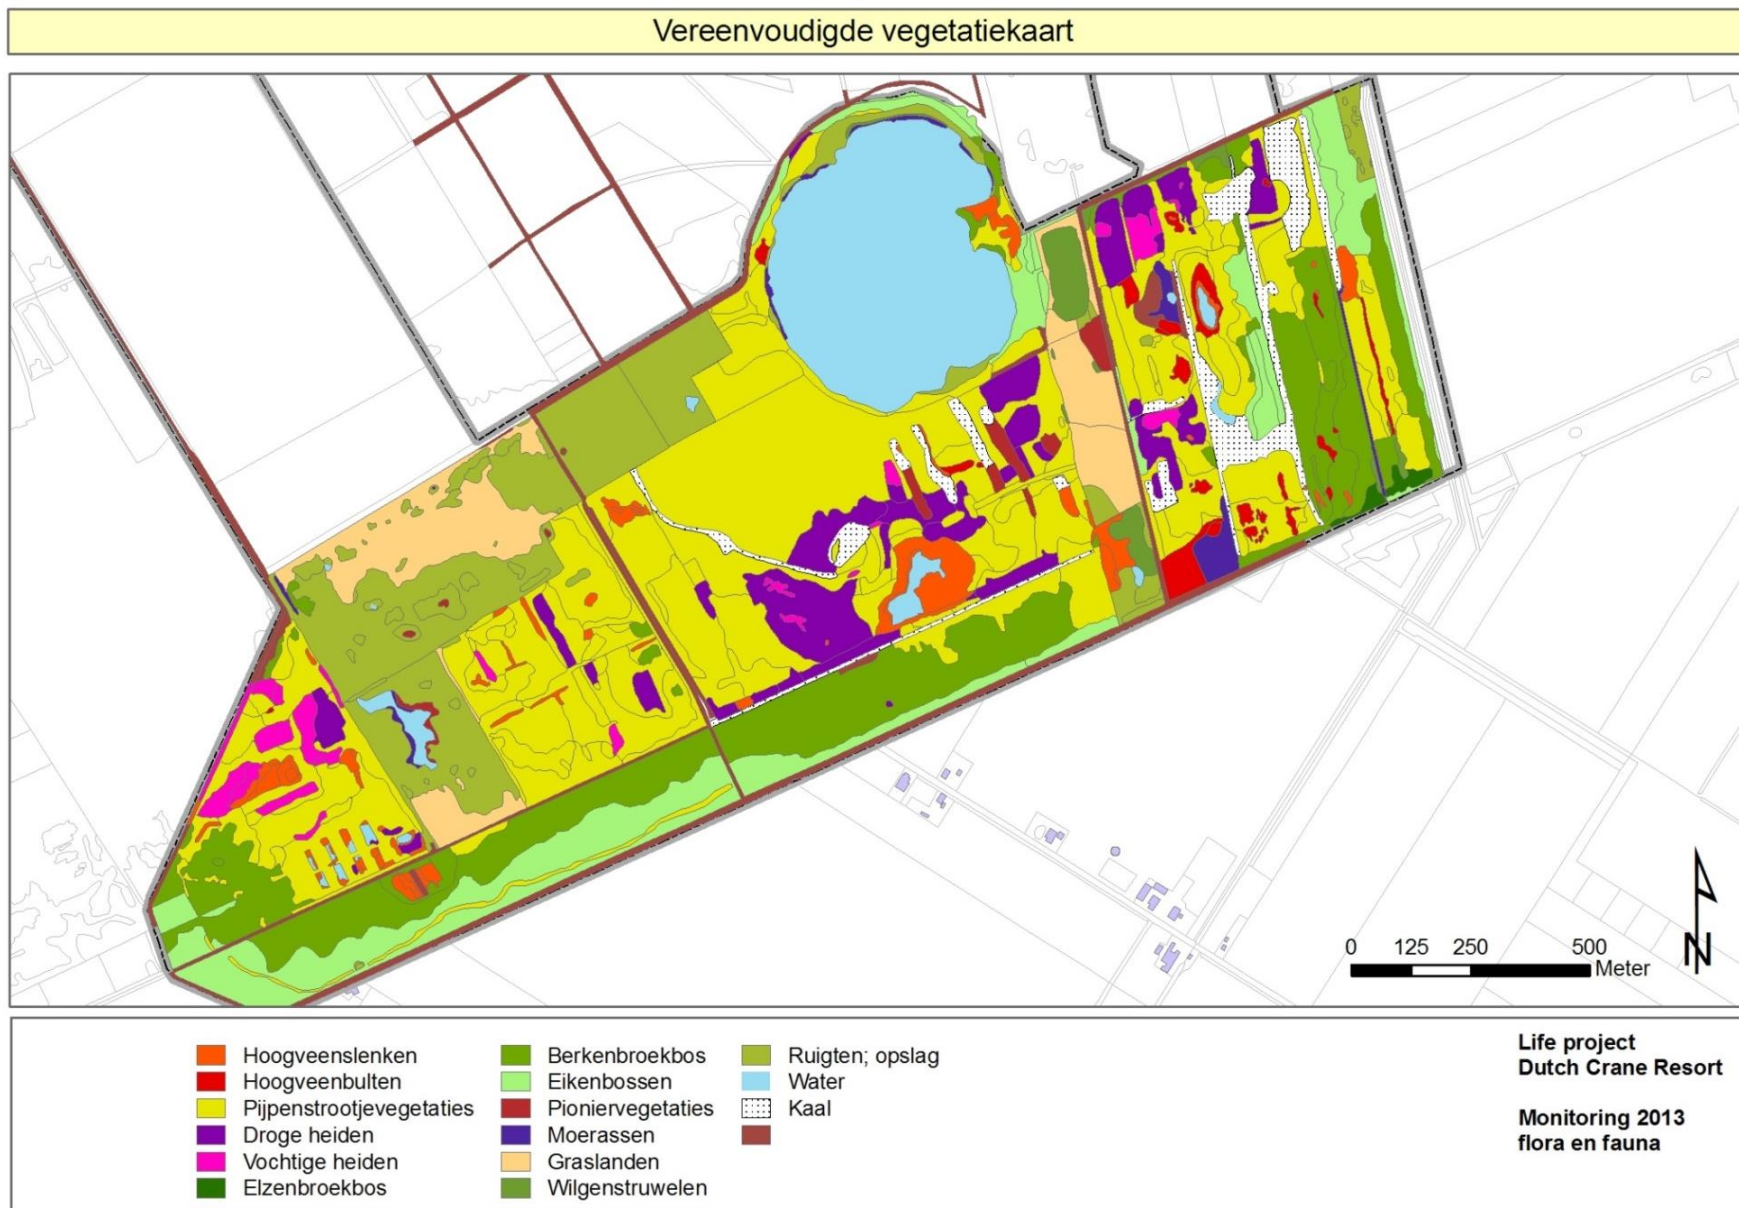 Vereenvoudigde vegetatiekaart
0 125 250 500
Meter
N
Hoogveenslenken
Hoogveenbulten
Pijpenstrootjevegetaties
Droge heiden
Vochtige heiden
Elzenbroekbos
Berkenbroekbos
Eikenbossen
Pioniervegetaties
Moerassen
Graslanden
Wilgenstruwelen
Ruigten; opslag
Water
Kaal
Life project
Dutch Crane Resort
Monitoring 2013
flora en fauna